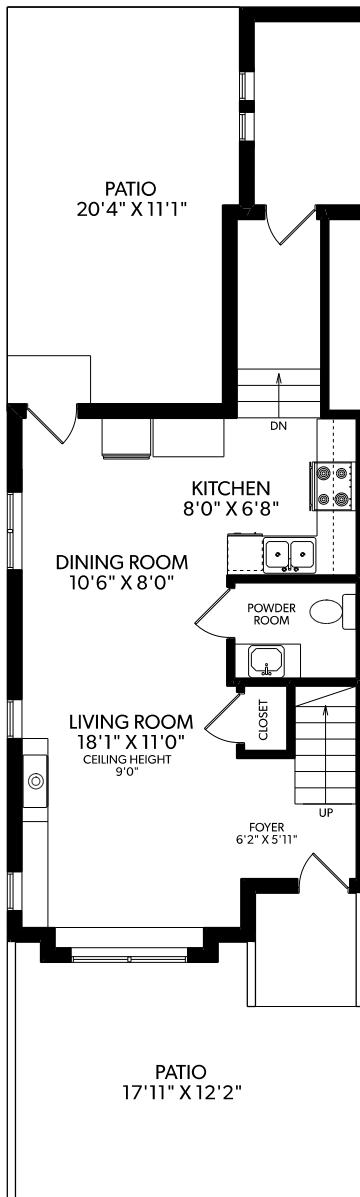 PATIO
20'4" X 11'1"
DN
KITCHEN
8'0" X 6'8"
DINING ROOM
10'6" X 8'0"
POWDER
ROOM
LIVING ROOM
18'1" X 11'0"
CEILING HEIGHT
9'0"
CLOSET
UP
FOYER
6'2" X 5'11"
PATIO
17'11" X 12'2"